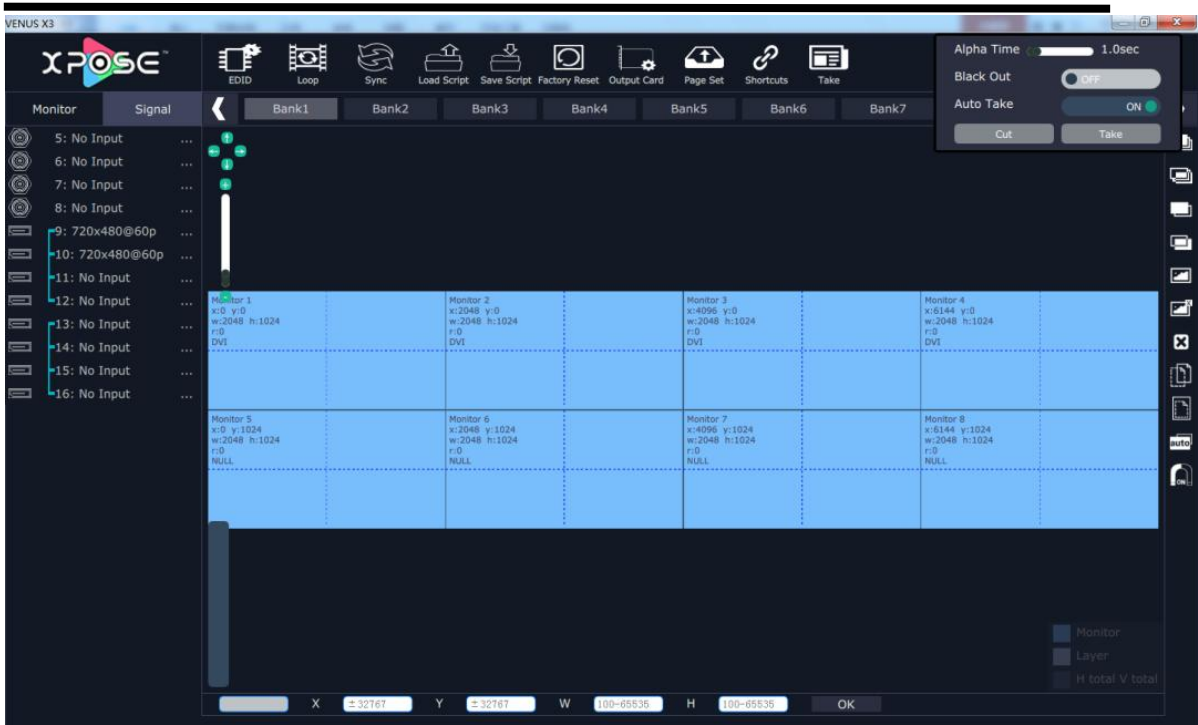 VENUS X3
XPOSE™
EDID
Loop
Sync
Load Script
Save Script
Factory Reset
Output Card
Page Set
Shortcuts
Take
Alpha Time 1.0sec
Black Out OFF
Auto Take ON
Cut Take
Monitor Signal
Bank1 Bank2 Bank3 Bank4 Bank5 Bank6 Bank7
5: No Input ...
6: No Input ...
7: No Input ...
8: No Input ...
9: 720x480@60p ...
10: 720x480@60p ...
11: No Input ...
12: No Input ...
13: No Input ...
14: No Input ...
15: No Input ...
16: No Input ...
Monitor 1
x:0 y:0
w:2048 h:1024
r:0
DVI
Monitor 2
x:2048 y:0
w:2048 h:1024
r:0
DVI
Monitor 3
x:4096 y:0
w:2048 h:1024
r:0
DVI
Monitor 4
x:6144 y:0
w:2048 h:1024
r:0
DVI
Monitor 5
x:0 y:1024
w:2048 h:1024
r:0
NULL
Monitor 6
x:2048 y:1024
w:2048 h:1024
r:0
NULL
Monitor 7
x:4096 y:1024
w:2048 h:1024
r:0
NULL
Monitor 8
x:6144 y:1024
w:2048 h:1024
r:0
NULL
auto
ON
Monitor
Layer
H total V total
X ±32767 Y ±32767 W 100-65535 H 100-65535 OK